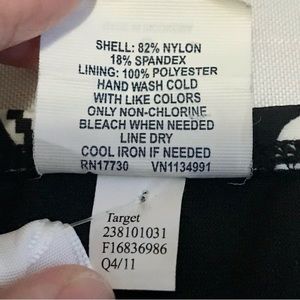 SHELL: 82% NYLON
18% SPANDEX
LINING: 100% POLYESTER
HAND WASH COLD
WITH LIKE COLORS
ONLY NON-CHLORINE
BLEACH WHEN NEEDED
LINE DRY
COOL IRON IF NEEDED
RN17730 VN1134991
Target
238101031
F16836986
Q4/11